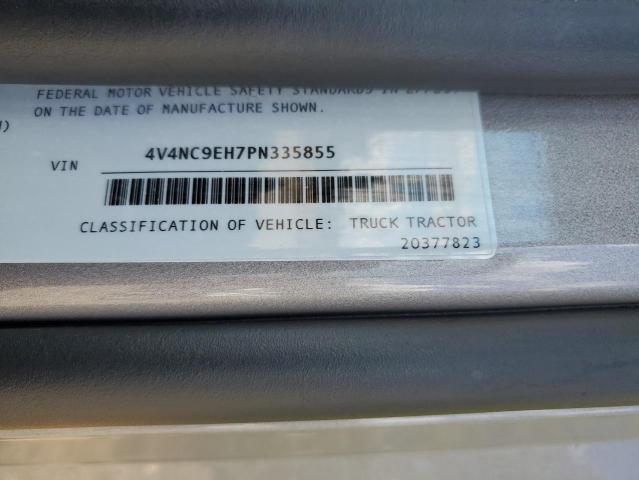 FEDERAL MOTOR VEHICLE SAFETY STANDARDS IN
ON THE DATE OF MANUFACTURE SHOWN.
VIN 4V4NC9EH7PN335855
CLASSIFICATION OF VEHICLE: TRUCK TRACTOR
20377823